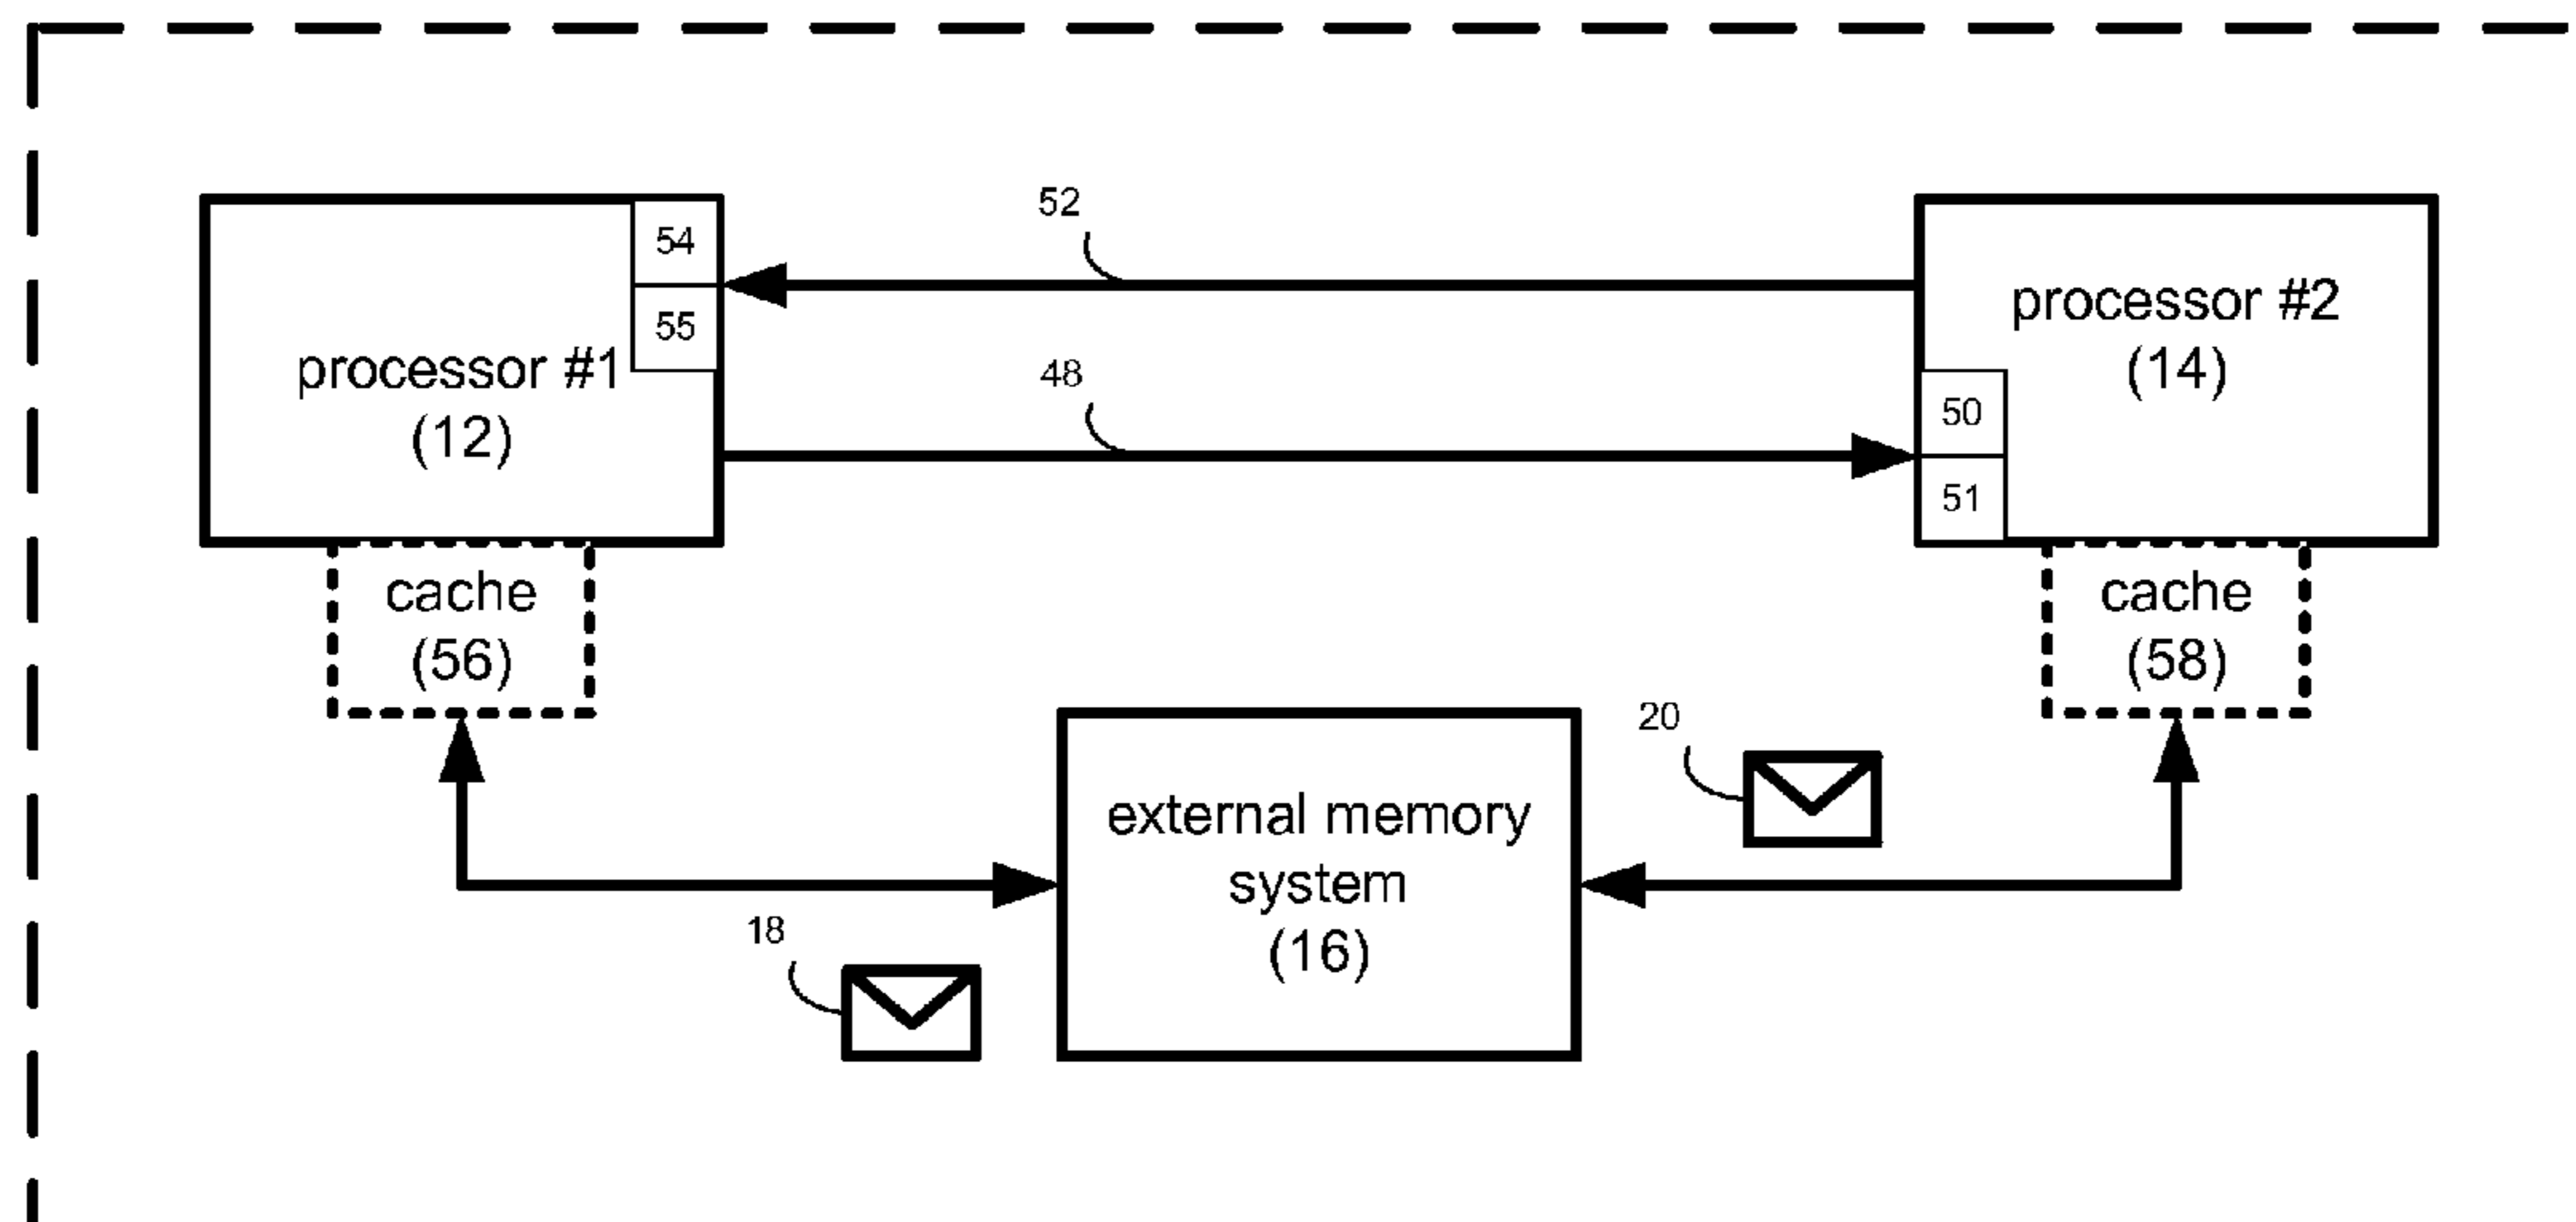 52
54
55
processor #1
(12)
48
processor #2
(14)
50
51
cache
(56)
cache
(58)
20
external memory
system
(16)
18